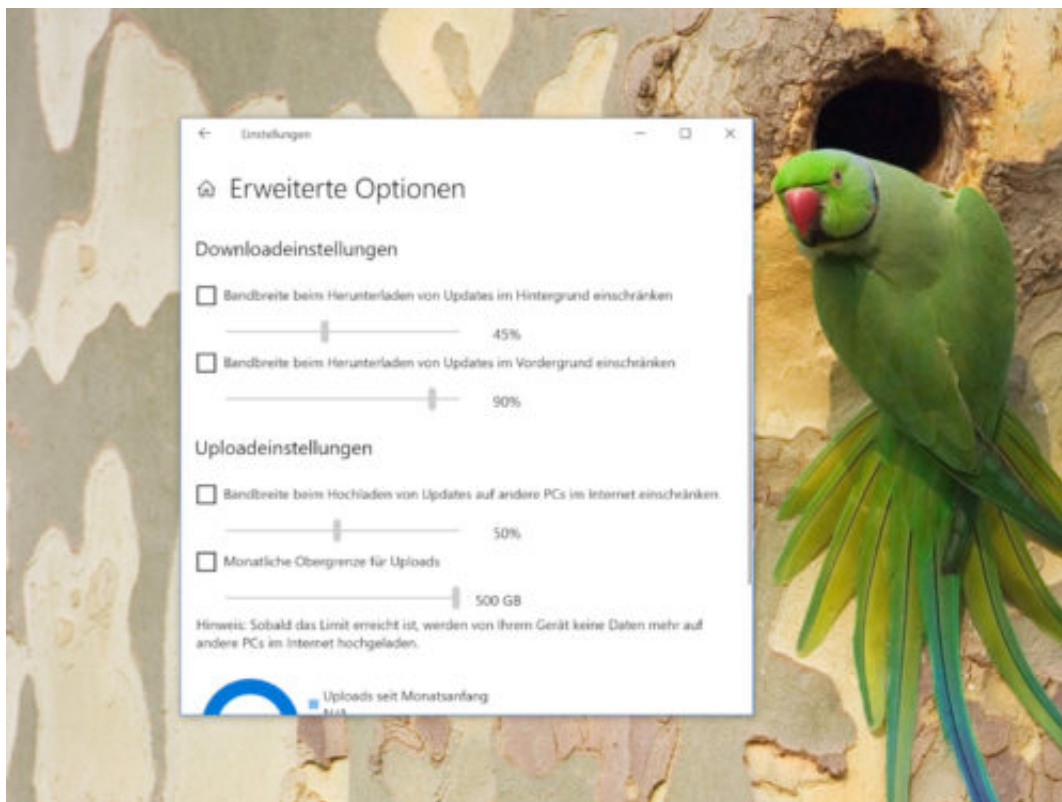 Einstellungen
Erweiterte Optionen
Downloadeinstellungen
Bandbreite beim Herunterladen von Updates im Hintergrund einschränken
45%
Bandbreite beim Herunterladen von Updates im Vordergrund einschränken
90%
Uploadeinstellungen
Bandbreite beim Hochladen von Updates auf andere PCs im Internet einschränken
50%
Monatliche Obergrenze für Uploads
500 GB
Hinweis: Sobald das Limit erreicht ist, werden von Ihrem Gerät keine Daten mehr auf
andere PCs im Internet hochgeladen.
Uploads seit Monatsanfang